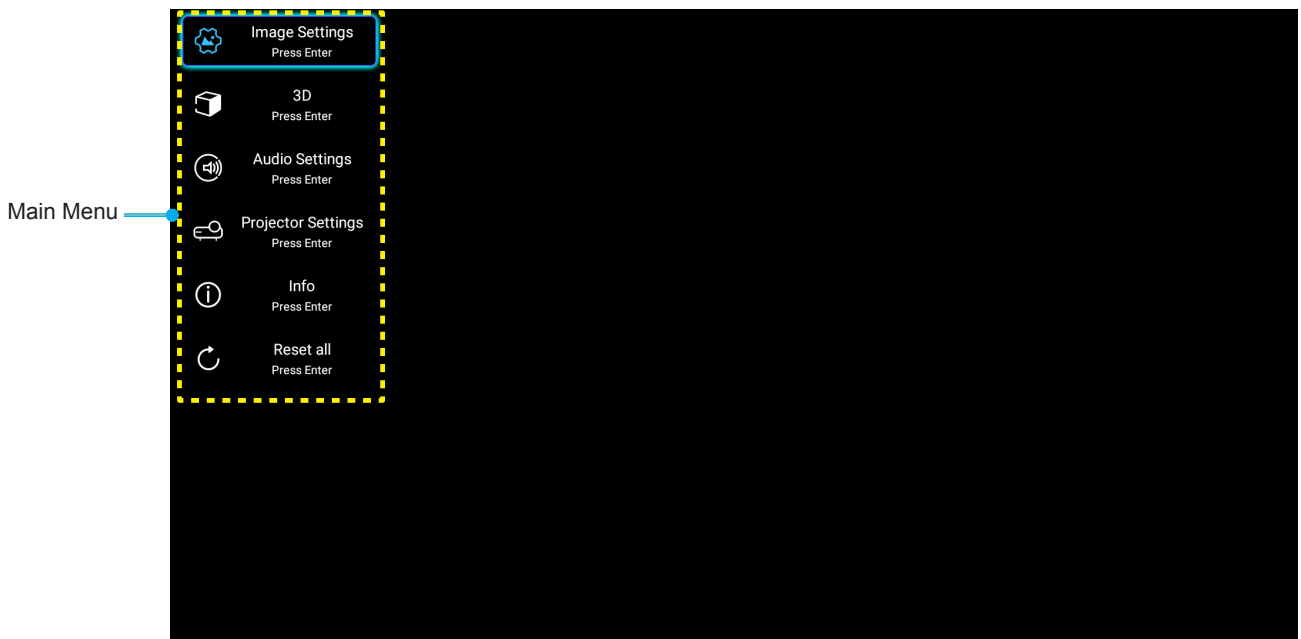 Image Settings
Press Enter
3D
Press Enter
Audio Settings
Press Enter
Main Menu
Projector Settings
Press Enter
Info
Press Enter
Reset all
Press Enter